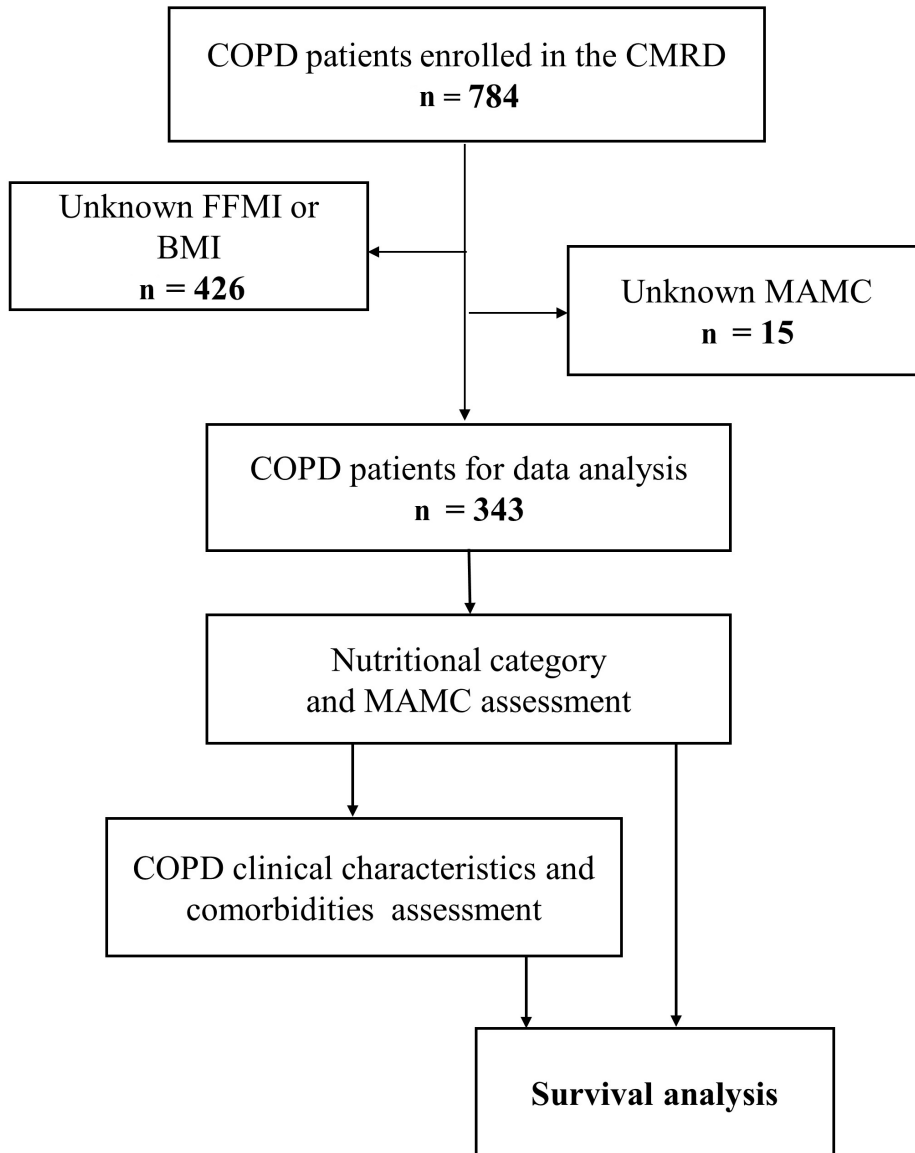 COPD patients enrolled in the CMRD
n = 784
Unknown FFMI or
BMI
n = 426
Unknown MAMC
n = 15
COPD patients for data analysis
n = 343
Nutritional category
and MAMC assessment
COPD clinical characteristics and
comorbidities assessment
Survival analysis